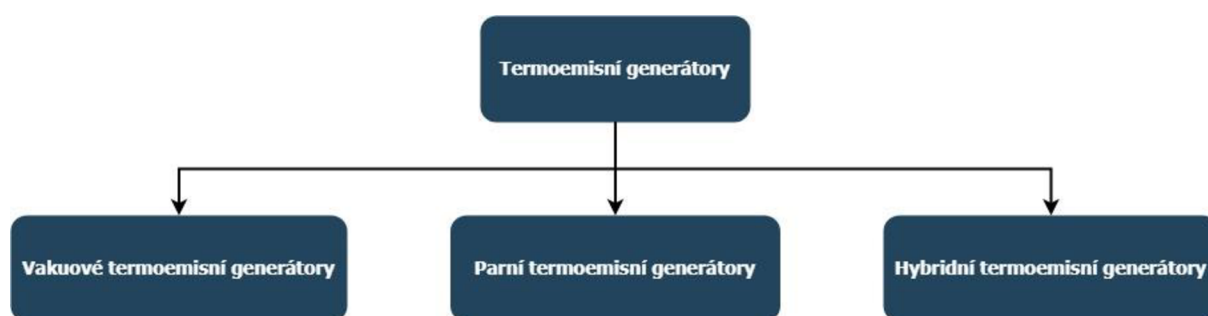 Termoemisní generátory
Vakuové termoemisní generátory
Parní termoemisní generátory
Hybridní termoemisní generátory